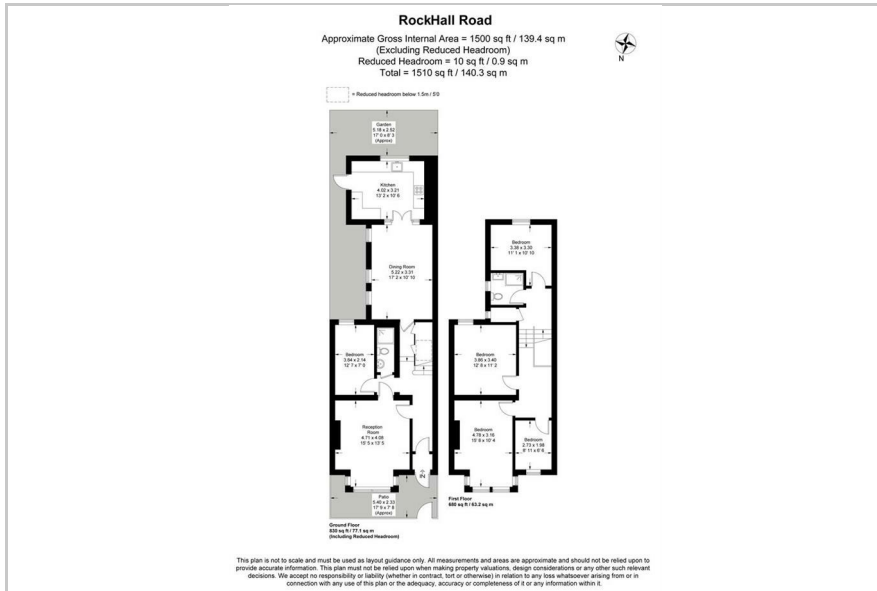 RockHall Road
Approximate Gross Internal Area = 1500 sq ft / 139.4 sq m
(Excluding Reduced Headroom)
Reduced Headroom = 10 sq ft / 0.9 sq m
Total = 1510 sq ft / 140.3 sq m
N
= Reduced headroom below 1.5m / 5'0
Garden
5.18 x 2.52
17' 0 x 8' 3
(Approx)
Kitchen
4.02 x 3.21
13' 2 x 10' 6
Dining Room
5.22 x 3.31
17' 2 x 10' 10
Bedroom
3.84 x 2.14
12' 7 x 7' 0
Reception
Room
4.71 x 4.08
15' 5 x 13' 5
IN
Patio
5.40 x 2.33
17' 9 x 7' 8
(Approx)
Ground Floor
830 sq ft / 77.1 sq m
(Including Reduced Headroom)
Bedroom
3.38 x 3.30
11' 1 x 10' 10
Bedroom
3.86 x 3.40
12' 8 x 11' 2
Bedroom
4.79 x 3.16
15' 9 x 10' 4
Bedroom
2.73 x 1.98
8' 11 x 6' 6
First Floor
680 sq ft / 63.2 sq m
This plan is not to scale and must be used as layout guidance only. All measurements and areas are approximate and should not be relied upon to
provide accurate information. This plan must not be relied upon when making property valuations, design considerations or any other such relevant
decisions. We accept no responsibility or liability (whether in contract, tort or otherwise) in relation to any loss whatsoever arising from or in
connection with any use of this plan or the adequacy, accuracy or completeness of it or any information within it.